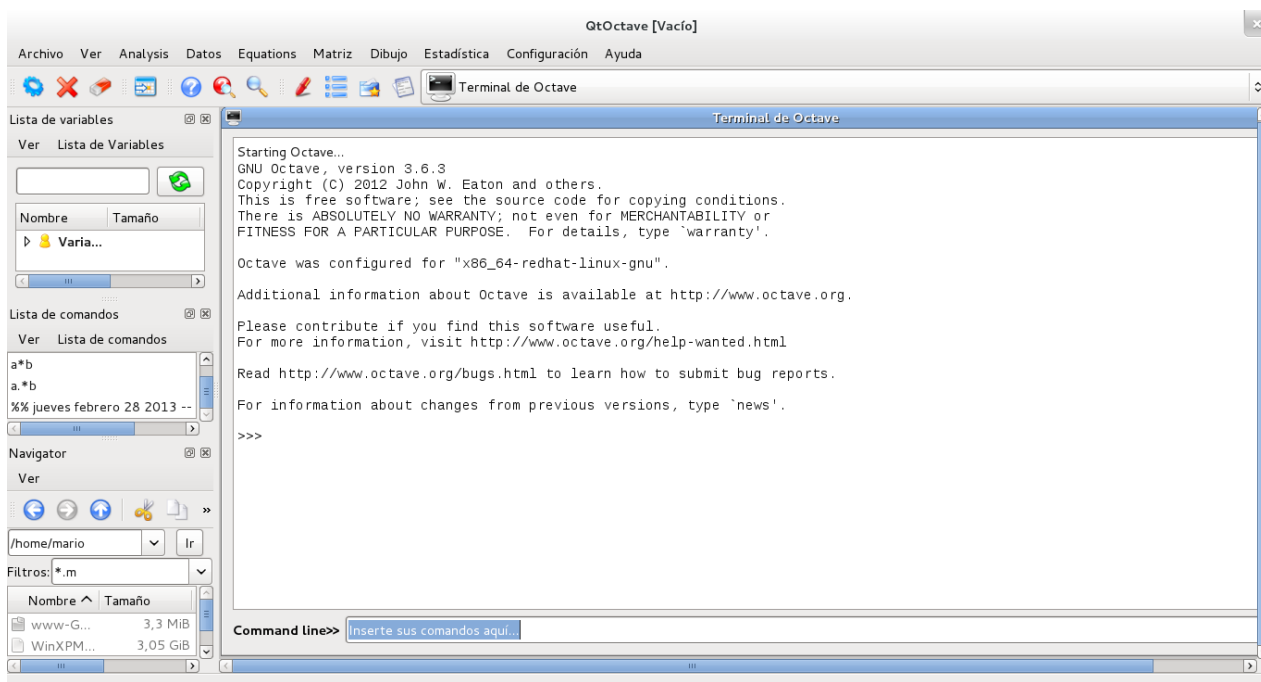 QtOctave [Vacío]
Archivo Ver Analysis Datos Equations Matriz Dibujo Estadística Configuración Ayuda
Terminal de Octave
Lista de variables
Ver Lista de Variables
Nombre Tamaño
Varia...
Lista de comandos
Ver Lista de comandos
a*b
a.*b
%% jueves febrero 28 2013 --
Navigator
Ver
»
/home/mario Ir
Filtros: *.m
Nombre Tamaño
www-G... 3,3 MiB
WinXPM... 3,05 GiB
Terminal de Octave
Starting Octave...
GNU Octave, version 3.6.3
Copyright (C) 2012 John W. Eaton and others.
This is free software; see the source code for copying conditions.
There is ABSOLUTELY NO WARRANTY; not even for MERCHANTABILITY or
FITNESS FOR A PARTICULAR PURPOSE.  For details, type `warranty'.
Octave was configured for "x86_64-redhat-linux-gnu".
Additional information about Octave is available at http://www.octave.org.
Please contribute if you find this software useful.
For more information, visit http://www.octave.org/help-wanted.html
Read http://www.octave.org/bugs.html to learn how to submit bug reports.
For information about changes from previous versions, type `news'.
>>>
Command line>> Inserte sus comandos aquí...